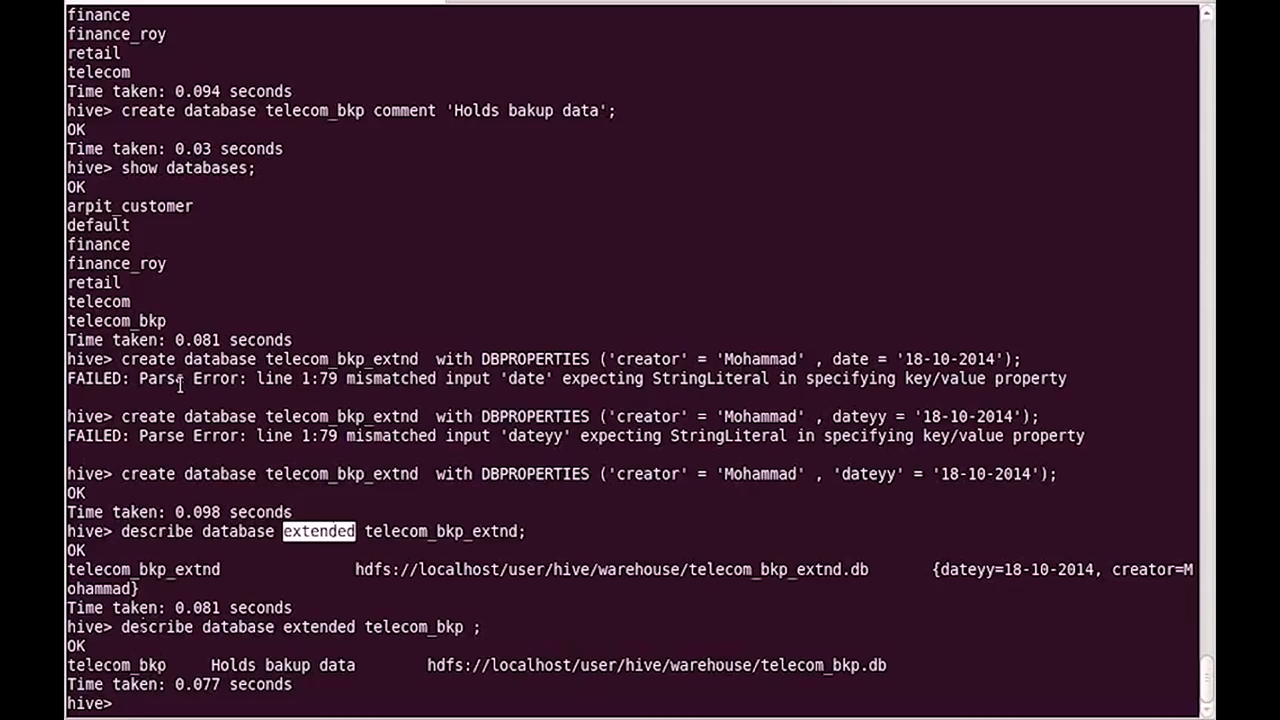 finance
finance_roy
retail
telecom
Time taken: 0.094 seconds
hive> create database telecom_bkp comment 'Holds bakup data';
OK
Time taken: 0.03 seconds
hive> show databases;
OK
arpit_customer
default
finance
finance_roy
retail
telecom
telecom_bkp
Time taken: 0.081 seconds
hive> create database telecom_bkp_extnd  with DBPROPERTIES ('creator' = 'Mohammad' , date = '18-10-2014');
FAILED: Parse Error: line 1:79 mismatched input 'date' expecting StringLiteral in specifying key/value property
hive> create database telecom_bkp_extnd  with DBPROPERTIES ('creator' = 'Mohammad' , dateyy = '18-10-2014');
FAILED: Parse Error: line 1:79 mismatched input 'dateyy' expecting StringLiteral in specifying key/value property
hive> create database telecom_bkp_extnd  with DBPROPERTIES ('creator' = 'Mohammad' , 'dateyy' = '18-10-2014');
OK
Time taken: 0.098 seconds
hive> describe database extended telecom_bkp_extnd;
OK
telecom_bkp_extnd               hdfs://localhost/user/hive/warehouse/telecom_bkp_extnd.db       {dateyy=18-10-2014, creator=M
ohammad}
Time taken: 0.081 seconds
hive> describe database extended telecom_bkp ;
OK
telecom_bkp     Holds bakup data        hdfs://localhost/user/hive/warehouse/telecom_bkp.db
Time taken: 0.077 seconds
hive>